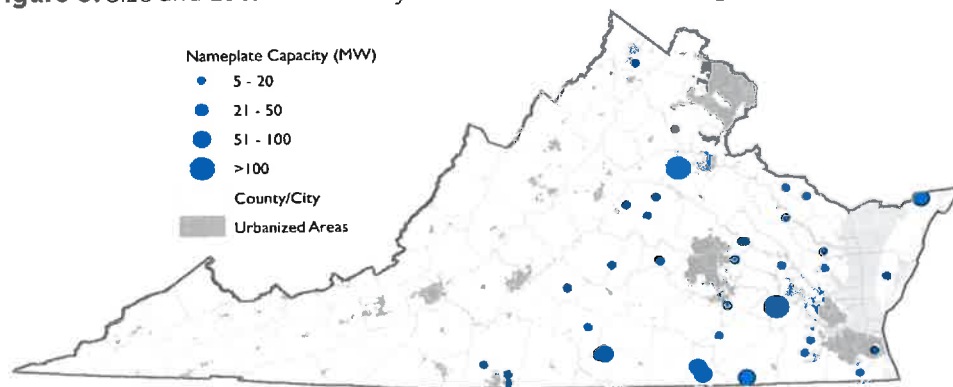 Nameplate Capacity (MW)
5 - 20
21 - 50
51 - 100
>100
County/City
Urbanized Areas